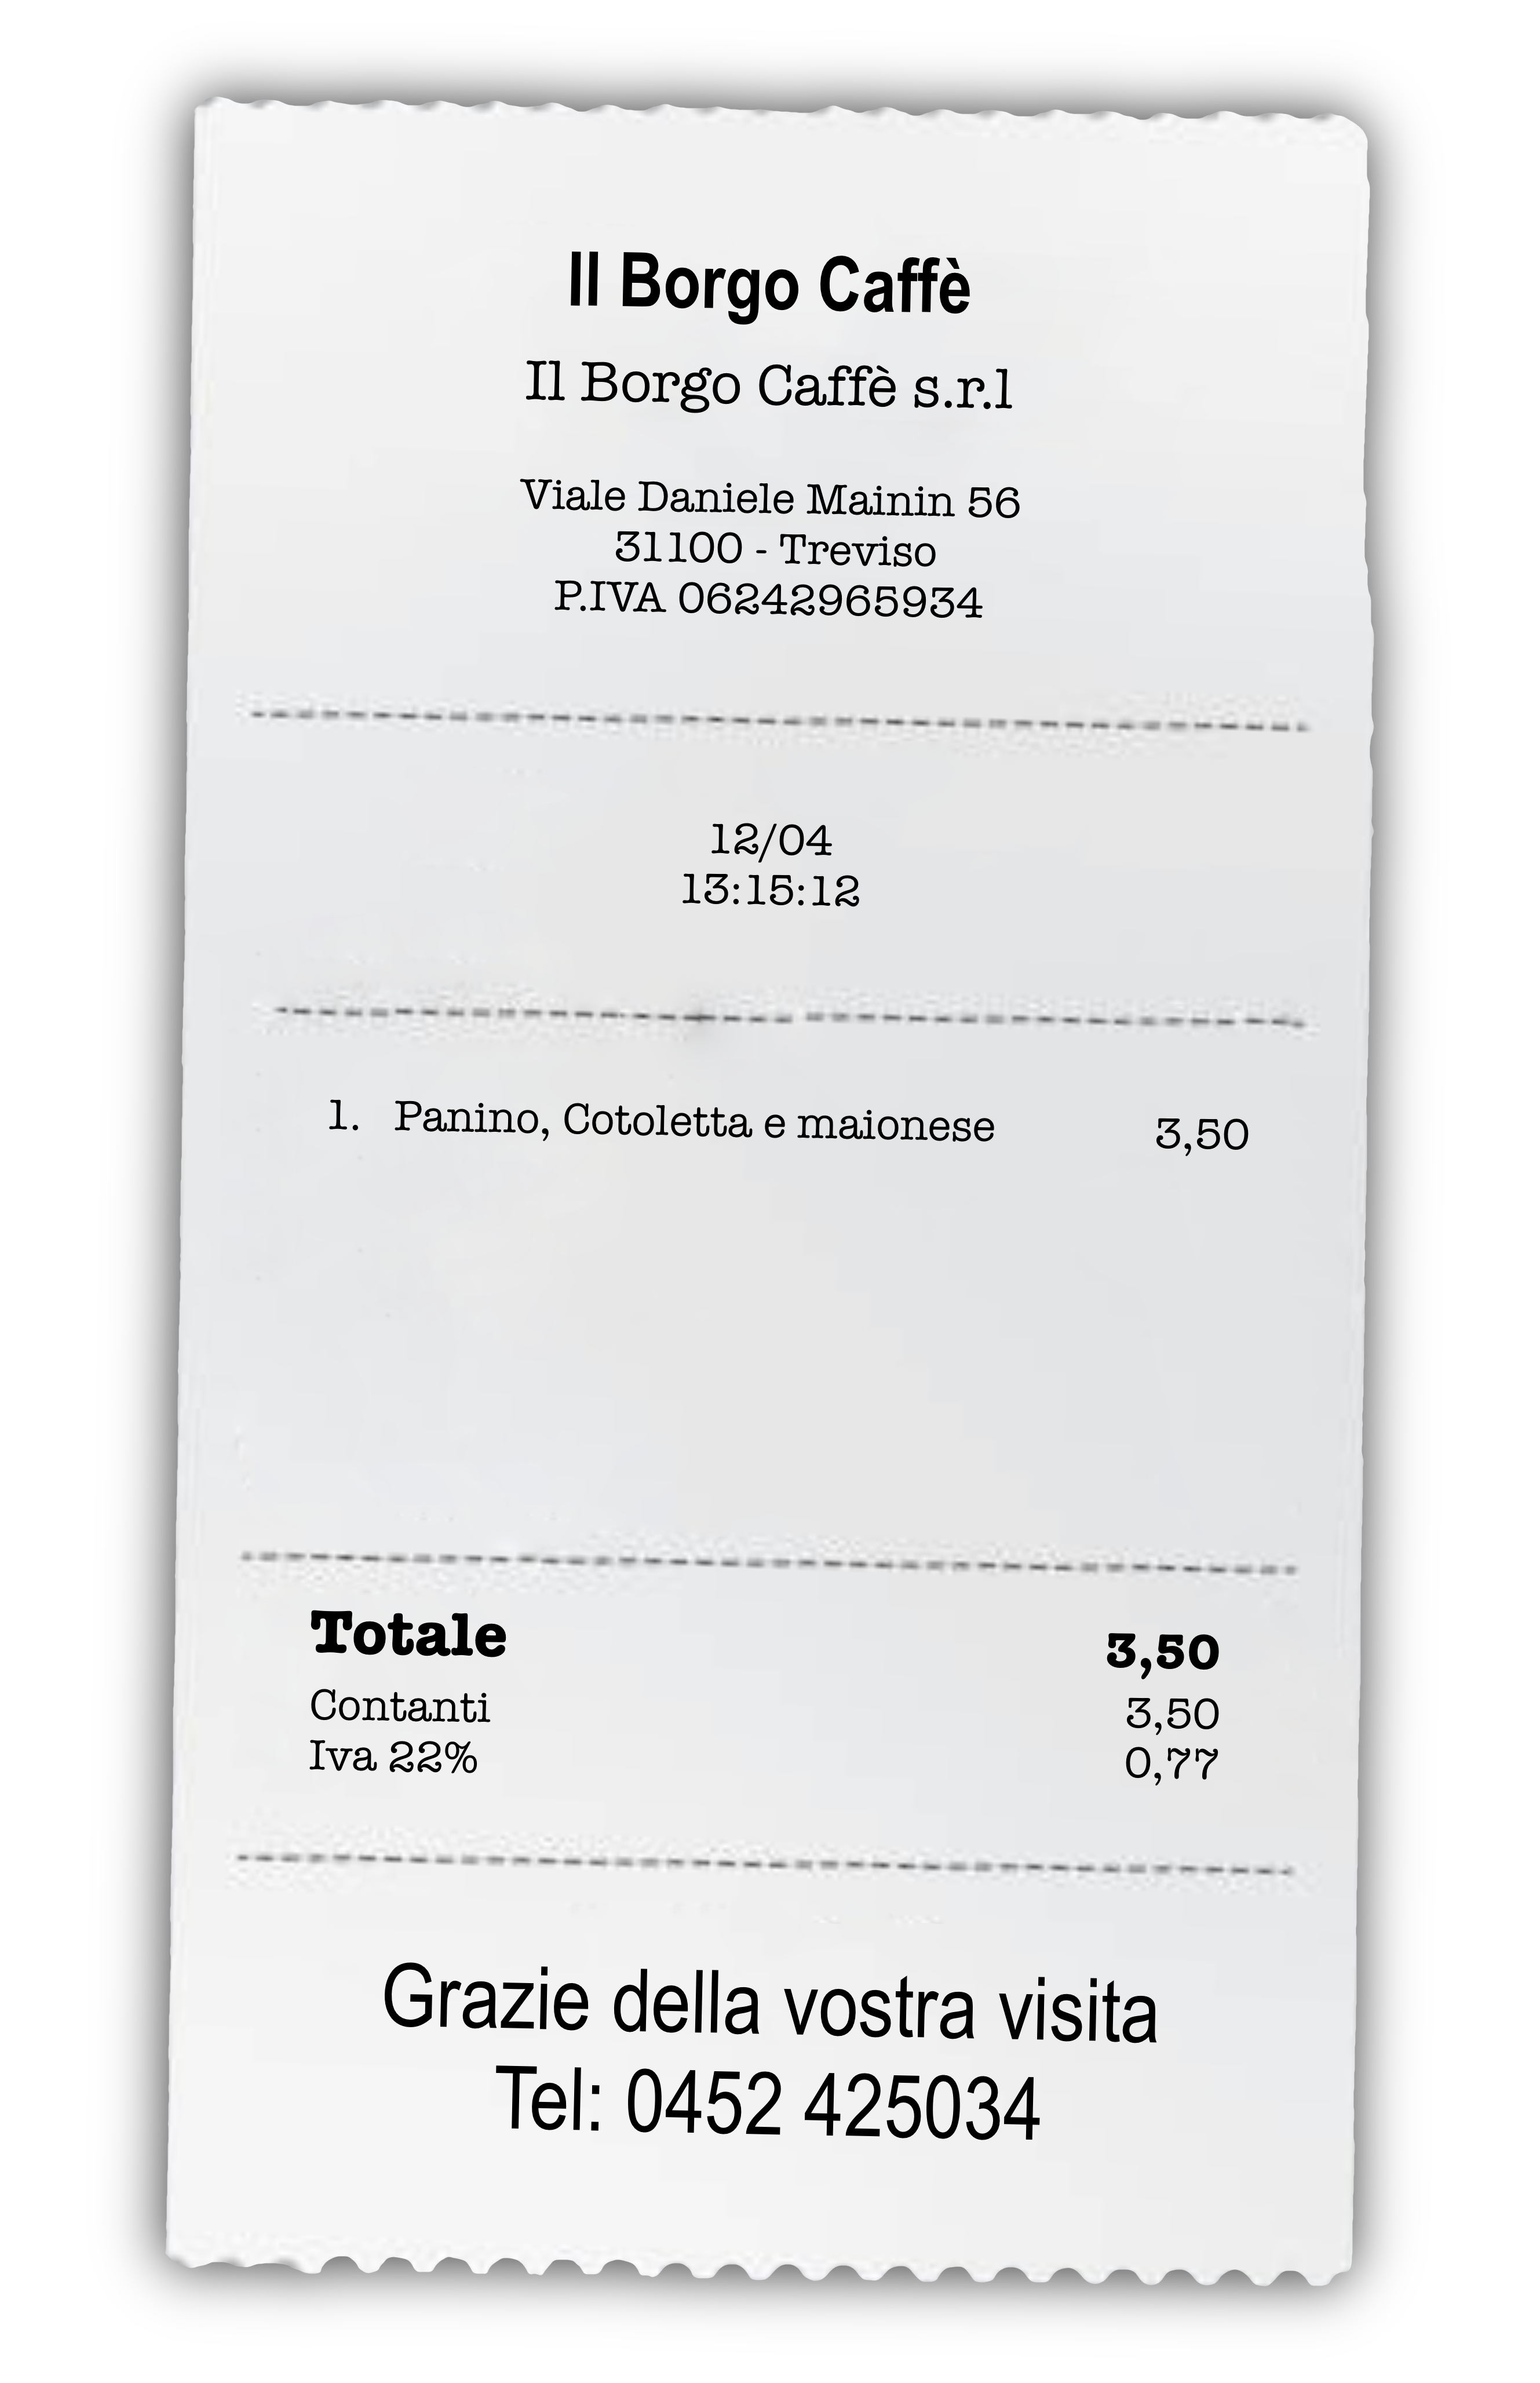 Il Borgo Caffè
Il Borgo Caffè s.r.l
Viale Daniele Mainin 56
31100 - Treviso
P.IVA 06242965934
12/04
13:15:12
1. Panino, Cotoletta e maionese 3,50
Totale 3,50
Contanti 3,50
Iva 22% 0,77
Grazie della vostra visita
Tel: 0452 425034